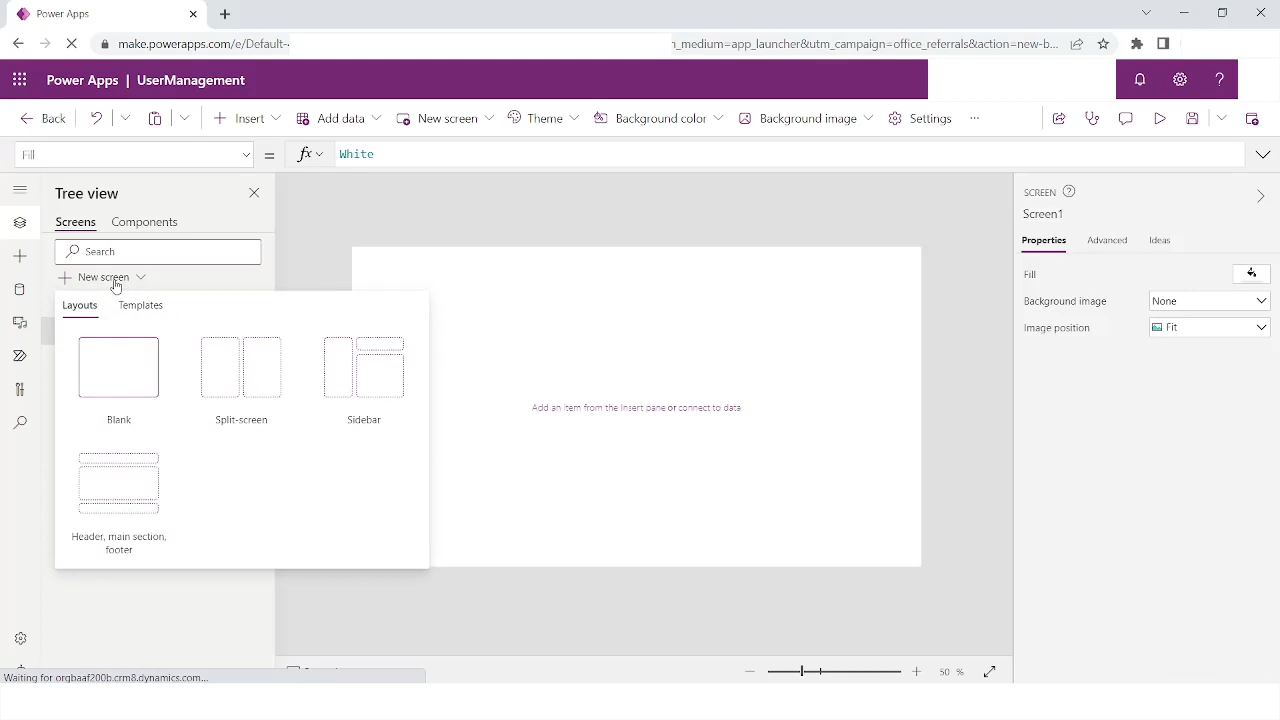 Power Apps
make.powerapps.com/e/Default- n_medium=app_launcher&utm_campaign=office_referrals&action=new-b...
Power Apps | UserManagement
Back Insert Add data New screen Theme Background color Background image Settings ...
Fill = fx White
Tree view
Screens Components
Search
New screen
Layouts Templates
Blank Split-screen Sidebar
Header, main section,
footer
Add an item from the Insert pane or connect to data
SCREEN ?
Screen1
Properties Advanced Ideas
Fill
Background image None
Image position Fit
50 %
Waiting for orgbaaf200b.crm8.dynamics.com...